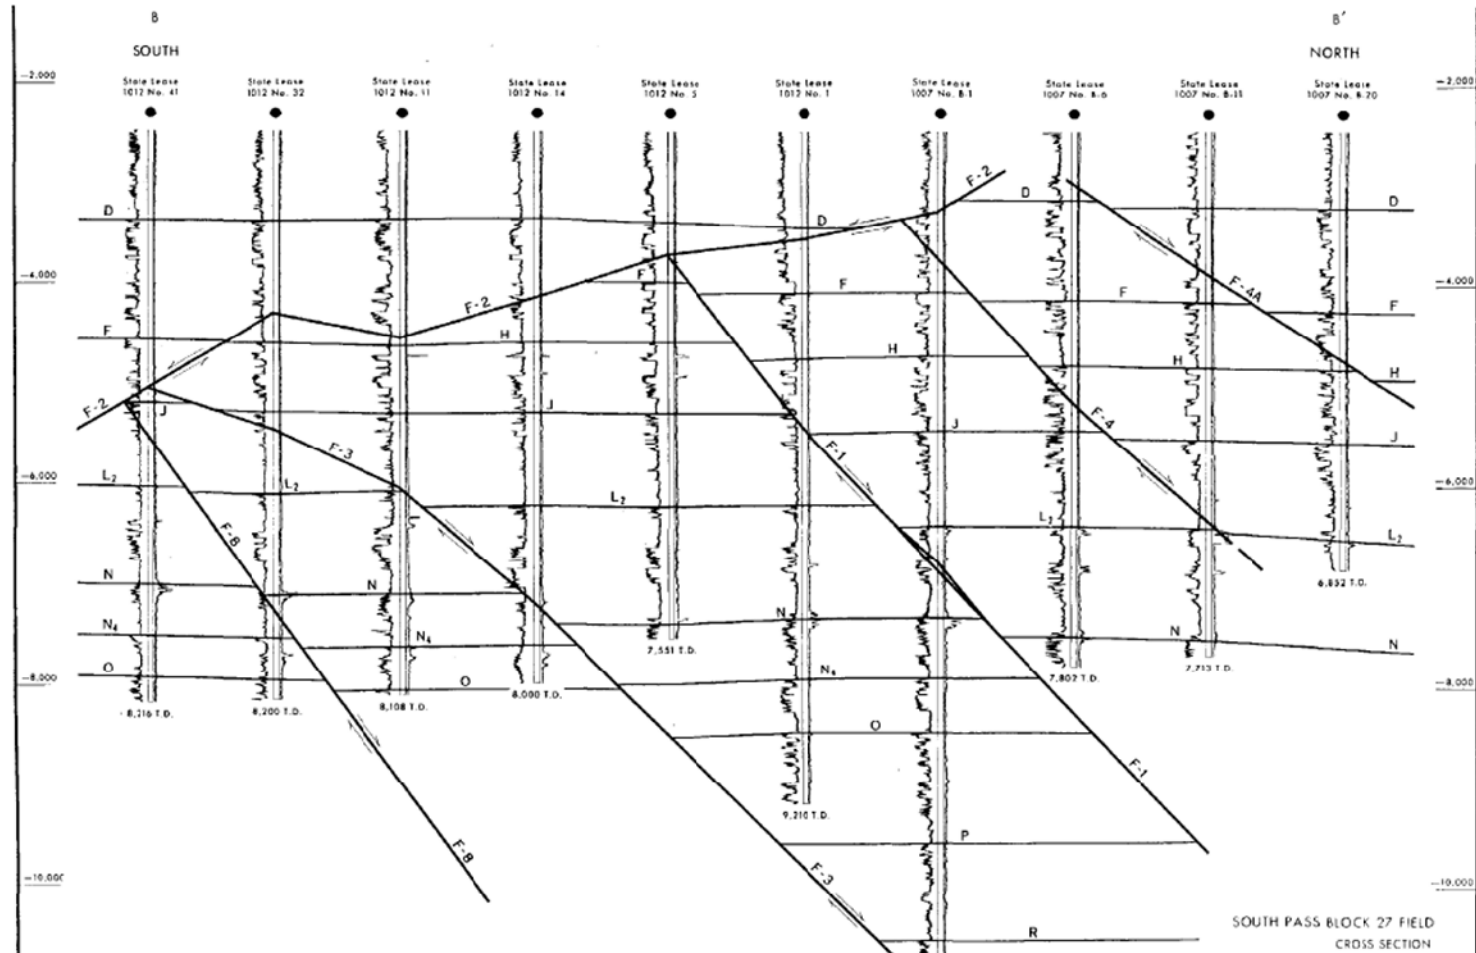 B
B′
SOUTH
NORTH
-2,000
-2,000
State Lease
1012 No. 41
State Lease
1012 No. 32
State Lease
1012 No. 11
State Lease
1012 No. 14
State Lease
1012 No. 5
State Lease
1012 No. 1
State Lease
1007 No. B-1
State Lease
1007 No. B-6
State Lease
1007 No. B-11
State Lease
1007 No. B-20
F-2
D
D
D
D
-4,000
-4,000
F
F
F
F-4A
F
F-2
F
H
H
H
H
F-2
J
J
J
J
F-3
F-1
F-4
-6,000
-6,000
L2
L2
L2
L2
L2
F-8
N
N
N
N
N
6,832 T.D.
N4
N4
N4
7,551 T.D.
7,802 T.D.
7,713 T.D.
O
O
O
-8,000
-8,000
8,216 T.D.
8,200 T.D.
8,108 T.D.
8,000 T.D.
9,210 T.D.
F-1
P
F-8
F-3
-10,000
-10,000
R
SOUTH PASS BLOCK 27 FIELD
CROSS SECTION